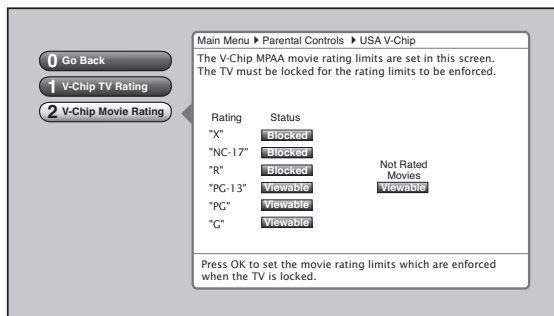 Main Menu ▶ Parental Controls ▶ USA V-Chip
0 Go Back
1 V-Chip TV Rating
2 V-Chip Movie Rating
The V-Chip MPAA movie rating limits are set in this screen.
The TV must be locked for the rating limits to be enforced.
Rating Status
"X" Blocked
"NC-17" Blocked
"R" Blocked
"PG-13" Viewable
"PG" Viewable
"G" Viewable
Not Rated
Movies
Viewable
Press OK to set the movie rating limits which are enforced
when the TV is locked.